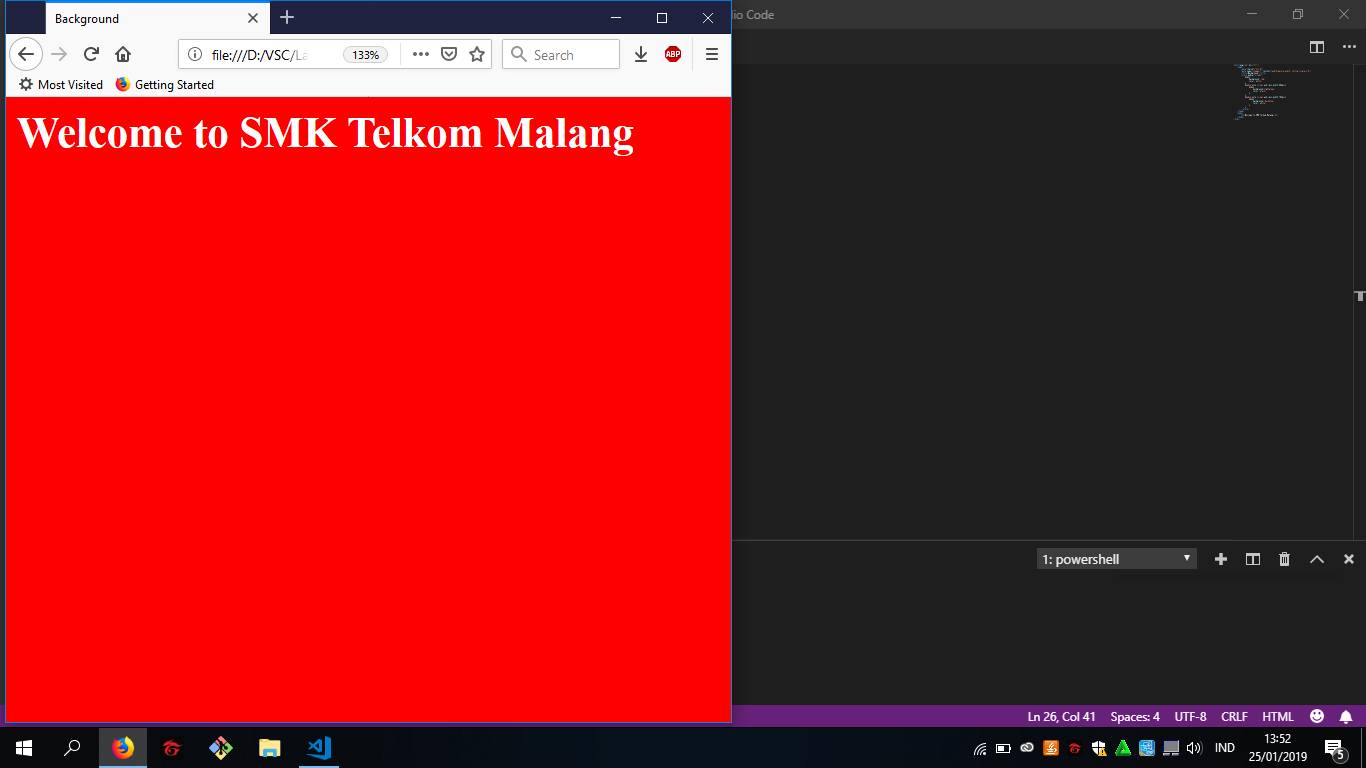 Background
dio Code
file:///D:/VSC/La
133%
Search
ABP
Most Visited
Getting Started
Welcome to SMK Telkom Malang
1: powershell
Ln 26, Col 41
Spaces: 4
UTF-8
CRLF
HTML
IND
13:52
25/01/2019
5